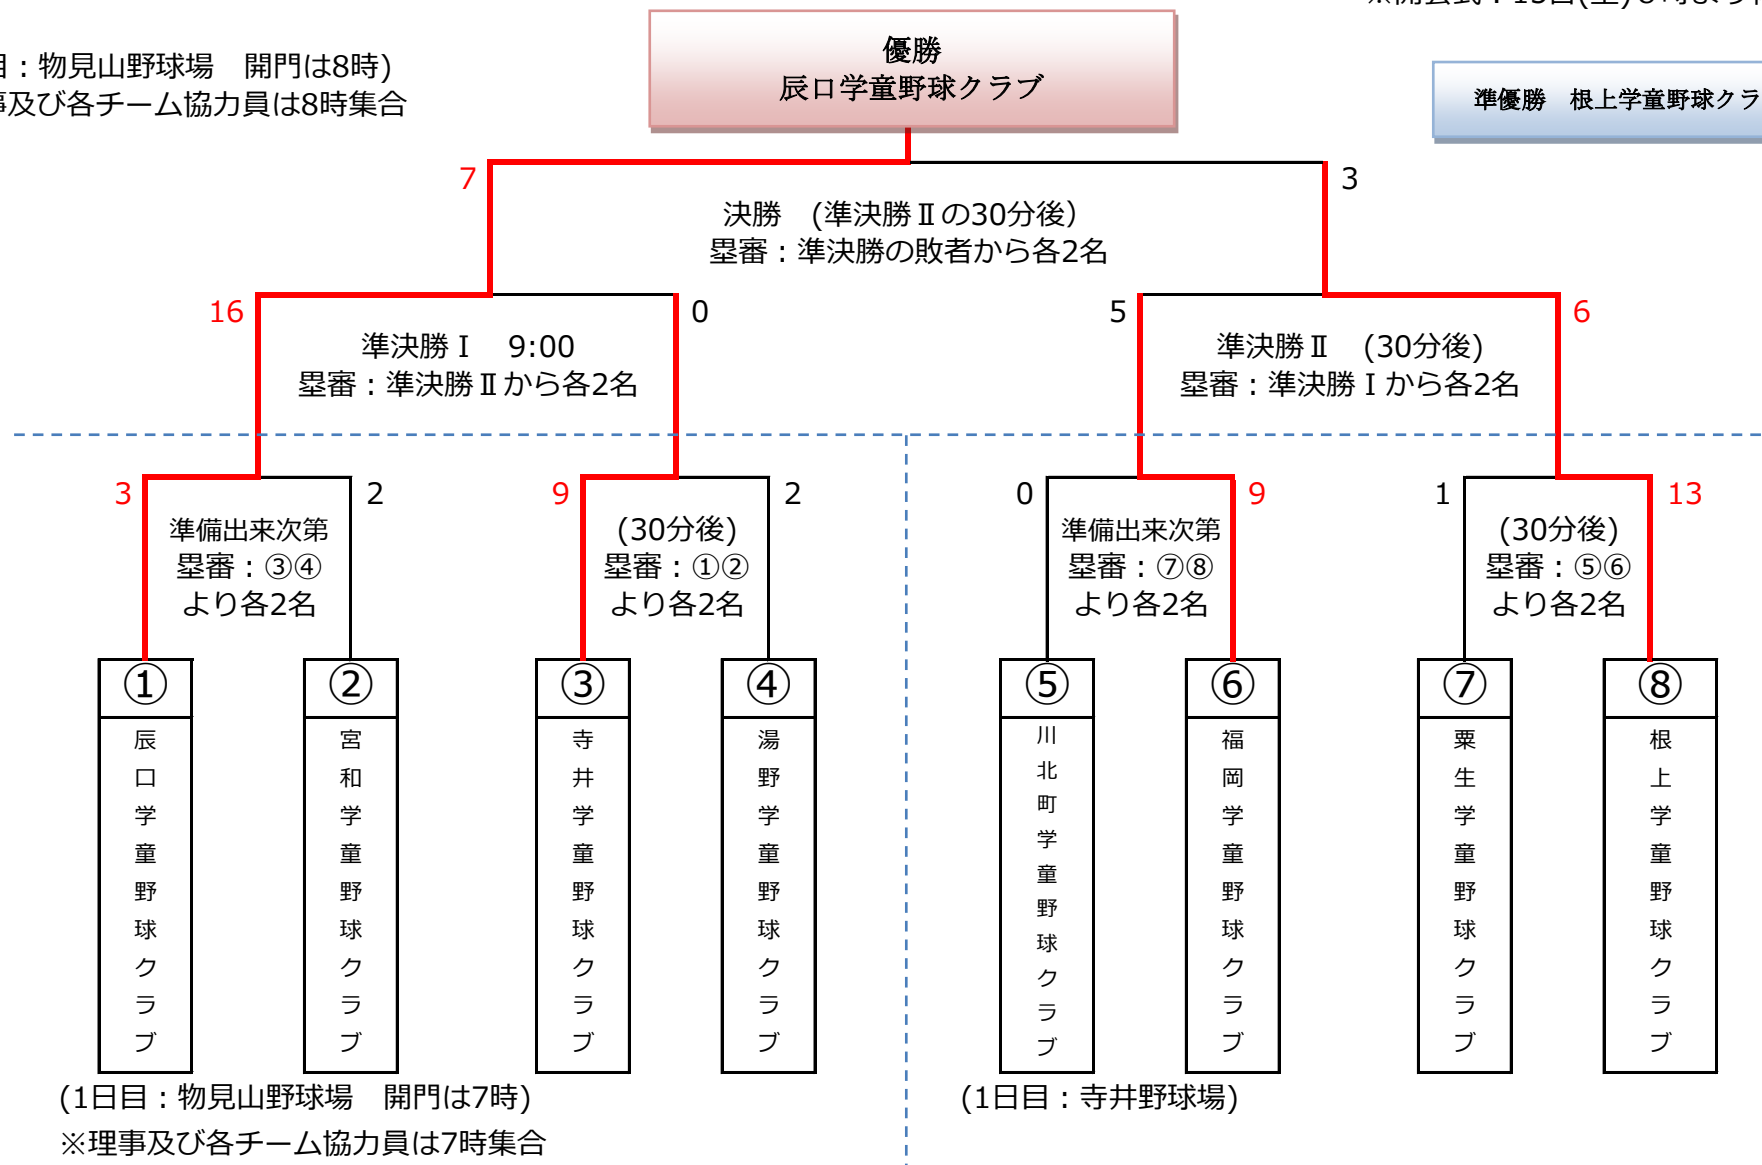 ※開会式：15日(土)8時より
目：物見山野球場　開門は8時)
事及び各チーム協力員は8時集合
優勝
辰口学童野球クラブ
準優勝　根上学童野球クラ
7
3
決勝　(準決勝Ⅱの30分後）
塁審：準決勝の敗者から各2名
16
0
5
6
準決勝Ⅰ　9:00
塁審：準決勝Ⅱから各2名
準決勝Ⅱ　(30分後)
塁審：準決勝Ⅰから各2名
3
2
9
2
0
9
1
13
準備出来次第
塁審：③④
より各2名
(30分後)
塁審：①②
より各2名
準備出来次第
塁審：⑦⑧
より各2名
(30分後)
塁審：⑤⑥
より各2名
①
辰口学童野球クラブ
②
宮和学童野球クラブ
③
寺井学童野球クラブ
④
湯野学童野球クラブ
⑤
川北町学童野球クラブ
⑥
福岡学童野球クラブ
⑦
粟生学童野球クラブ
⑧
根上学童野球クラブ
(1日目：物見山野球場　開門は7時)
※理事及び各チーム協力員は7時集合
(1日目：寺井野球場)